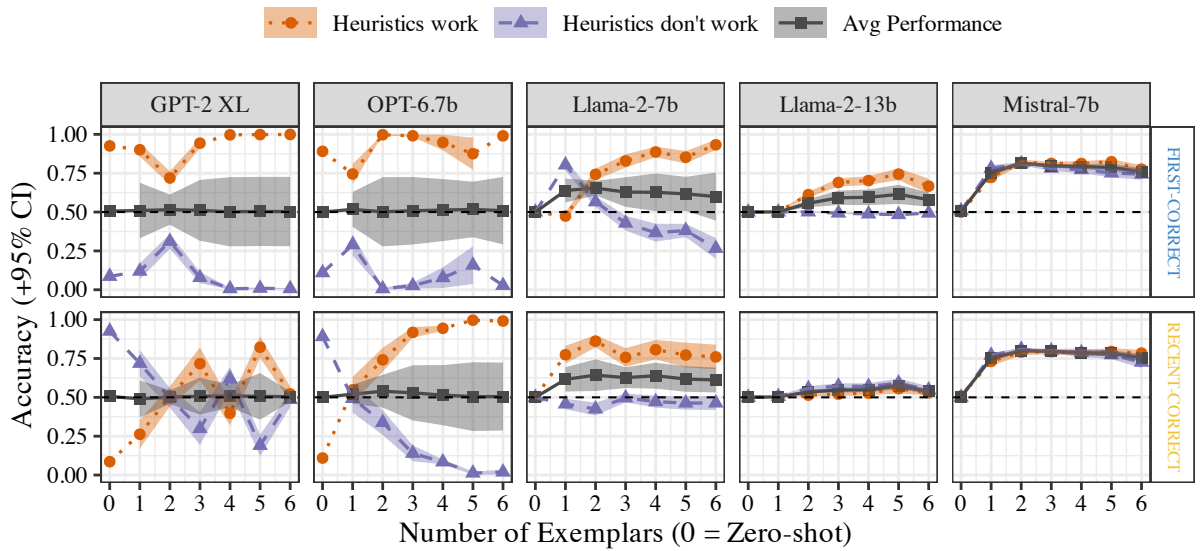 Heuristics work Heuristics don't work Avg Performance
GPT-2 XL OPT-6.7b Llama-2-7b Llama-2-13b Mistral-7b
1.00
0.75
0.50
0.25
0.00
FIRST-CORRECT
1.00
0.75
0.50
0.25
0.00
RECENT-CORRECT
Accuracy (+95% CI)
0 1 2 3 4 5 6 0 1 2 3 4 5 6 0 1 2 3 4 5 6 0 1 2 3 4 5 6 0 1 2 3 4 5 6
Number of Exemplars (0 = Zero-shot)